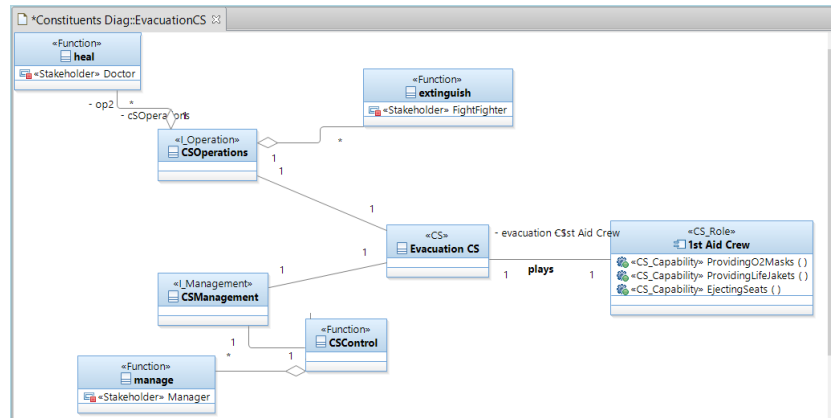 *Constituents Diag::EvacuationCS
«Function»
heal
«Stakeholder» Doctor
- op2
*
- cSOperations
«Function»
extinguish
«Stakeholder» FightFighter
*
«I_Operation»
CSOperations
1
1
1
«CS»
Evacuation CS
1
- evacuation CS
1st Aid Crew
1
plays
1
«CS_Role»
1st Aid Crew
«CS_Capability» ProvidingO2Masks ( )
«CS_Capability» ProvidingLifeJakets ( )
«CS_Capability» EjectingSeats ( )
1
«I_Management»
CSManagement
1
*
1
«Function»
CSControl
«Function»
manage
«Stakeholder» Manager